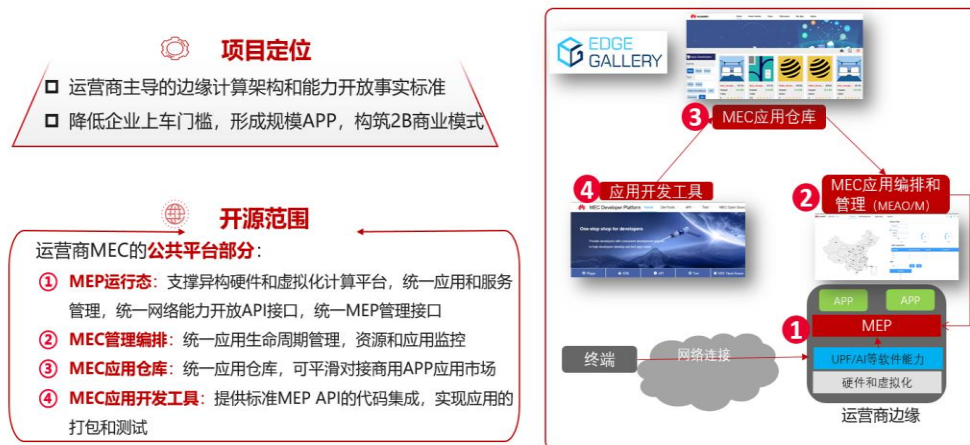 项目定位
运营商主导的边缘计算架构和能力开放事实标准
降低企业上车门槛，形成规模APP，构筑2B商业模式
开源范围
运营商MEC的公共平台部分：
① MEP运行态：支撑异构硬件和虚拟化计算平台，统一应用和服务
管理，统一网络能力开放API接口，统一MEP管理接口
② MEC管理编排：统一应用生命周期管理，资源和应用监控
③ MEC应用仓库：统一应用仓库，可平滑对接商用APP应用市场
④ MEC应用开发工具：提供标准MEP API的代码集成，实现应用的
打包和测试
EDGE
GALLERY
3 MEC应用仓库
4 应用开发工具
MEC Developer Platform
One-stop shop for developers
2 MEC应用编排和
管理（MEAO/M）
APP
APP
1 MEP
终端
网络连接
UPF/AI等软件能力
硬件和虚拟化
运营商边缘